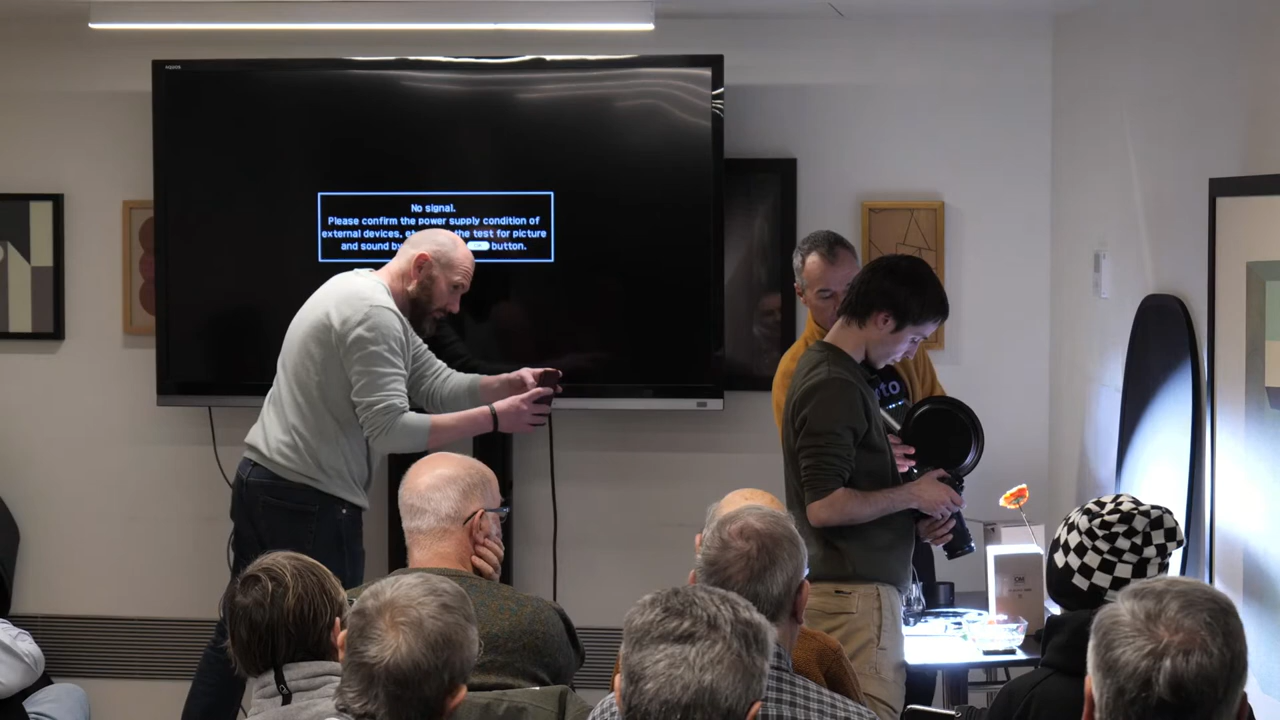 No signal.
Please confirm the power supply condition of
external devices, the test for picture
and sound by button.